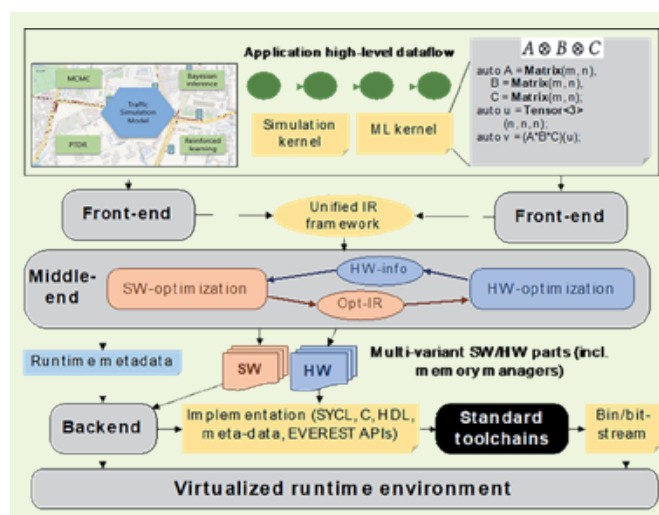 Application high-level dataflow
MCMC
Bayesian
inference
Traffic
Simulation
Model
PTDR
Reinforced
learning
Simulation
kernel
ML kernel
A ⊗ B ⊗ C
auto A = Matrix(m, n),
B = Matrix(m, n),
C = Matrix(m, n);
auto u = Tensor<3>
(n, n, n);
auto v = (A*B*C)(u);
Front-end
Unified IR
framework
Front-end
Middle-
end
SW-optimization
HW-info
Opt-IR
HW-optimization
Runtime metadata
SW
HW
Multi-variant SW/HW parts (incl.
memory managers)
Backend
Implementation (SYCL, C, HDL,
meta-data, EVEREST APIs)
Standard
toolchains
Bin/bit-
stream
Virtualized runtime environment